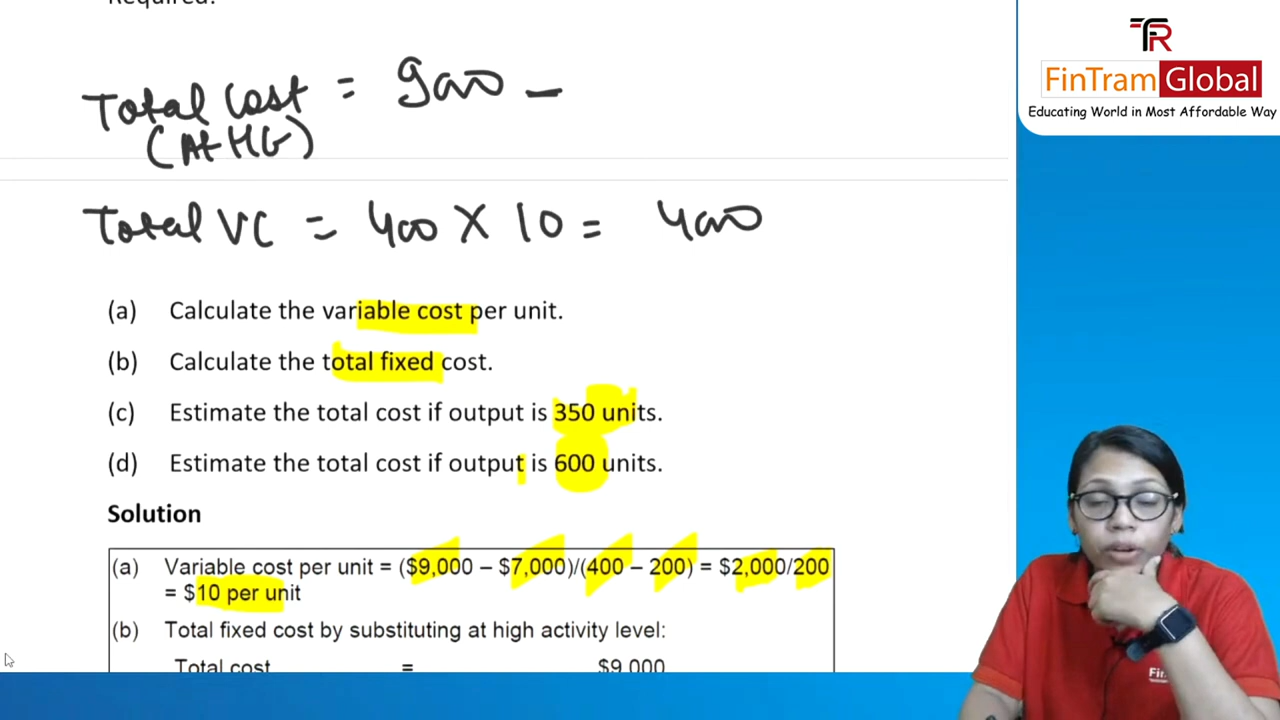 Required:
Total Cost = 9000 -
(At HG)
Total VC = 400 X 10 = 4000
(a) Calculate the variable cost per unit.
(b) Calculate the total fixed cost.
(c) Estimate the total cost if output is 350 units.
(d) Estimate the total cost if output is 600 units.
Solution
(a) Variable cost per unit = ($9,000 – $7,000)/(400 – 200) = $2,000/200
= $10 per unit
(b) Total fixed cost by substituting at high activity level:
Total cost = $9,000
TR
FinTram Global
Educating World in Most Affordable Way